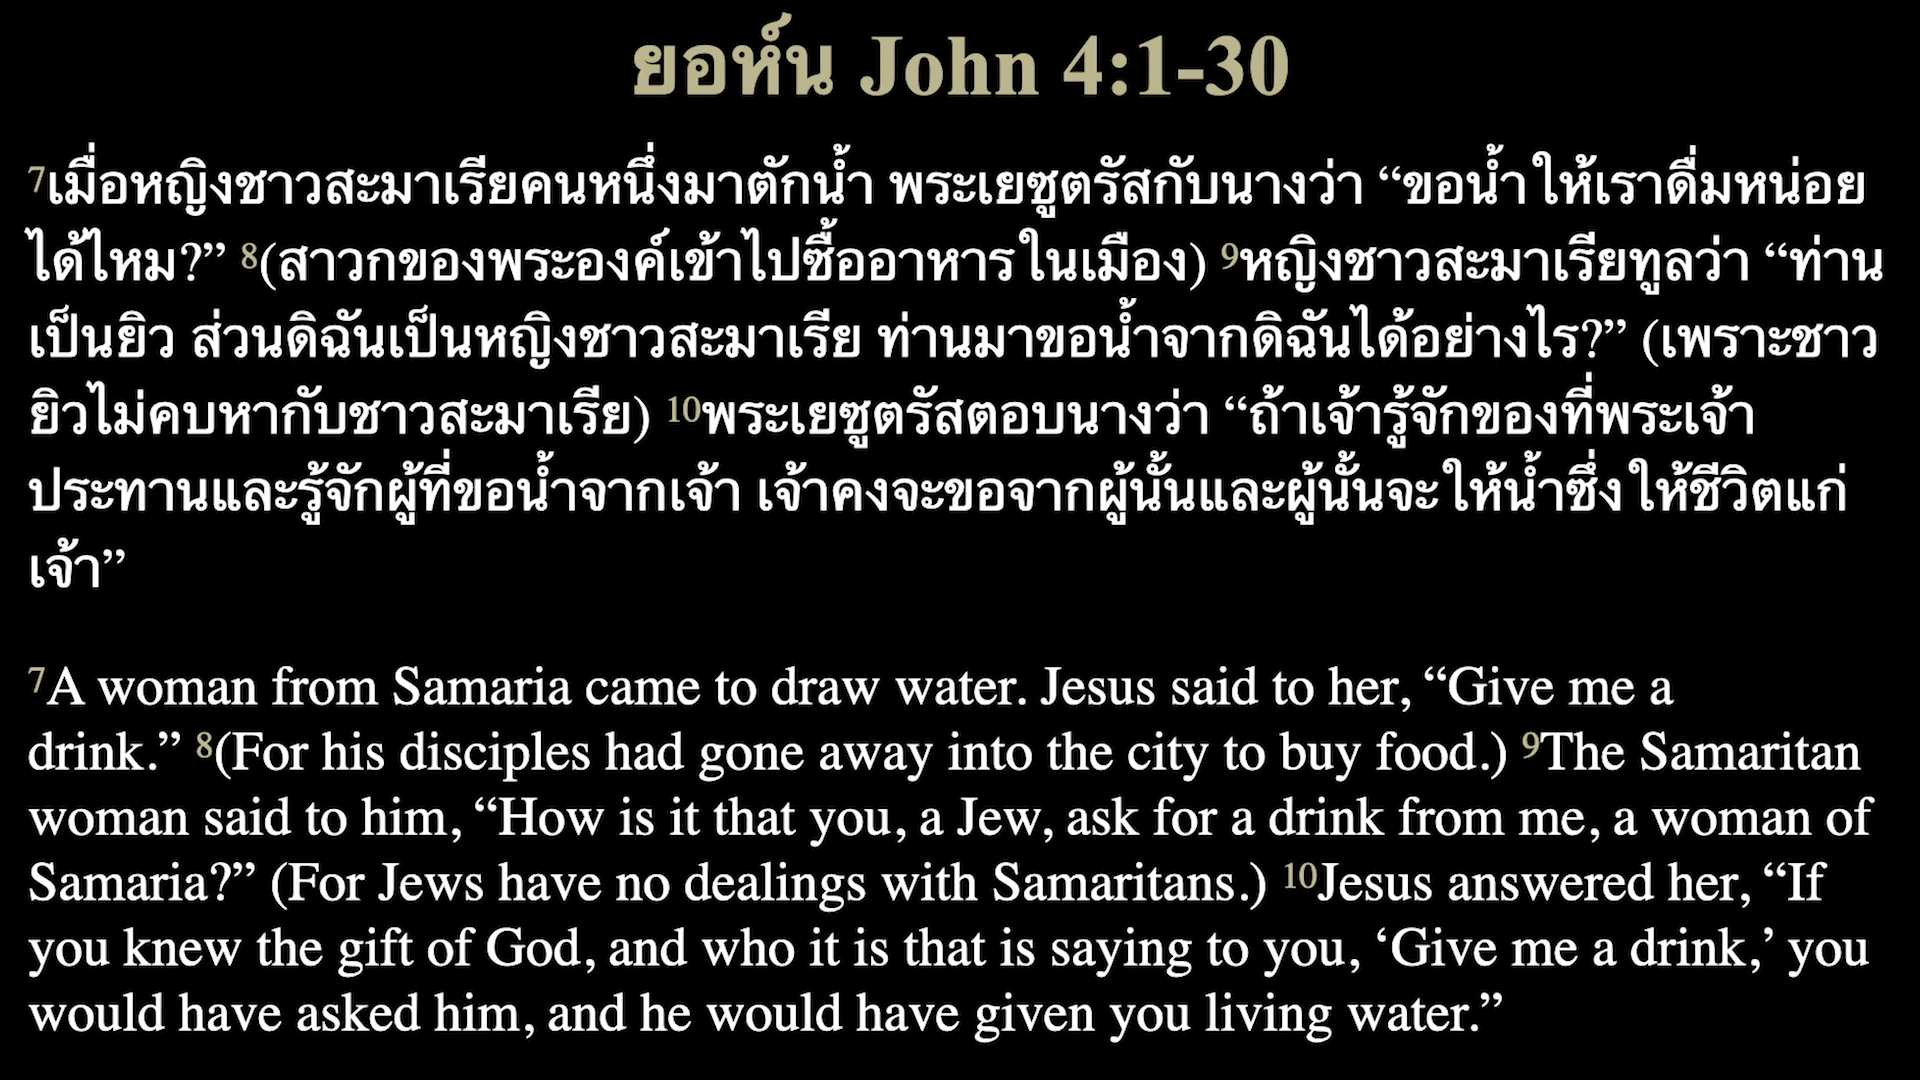 ยอห์น John 4:1-30
7เมื่อหญิงชาวสะมาเรียคนหนึ่งมาตักน้ำ พระเยซูตรัสกับนางว่า “ขอน้ำให้เราดื่มหน่อย
ได้ไหม?” 8(สาวกของพระองค์เข้าไปซื้ออาหารในเมือง) 9หญิงชาวสะมาเรียทูลว่า “ท่าน
เป็นยิว ส่วนดิฉันเป็นหญิงชาวสะมาเรีย ท่านมาขอน้ำจากดิฉันได้อย่างไร?” (เพราะชาว
ยิวไม่คบหากับชาวสะมาเรีย) 10พระเยซูตรัสตอบนางว่า “ถ้าเจ้ารู้จักของที่พระเจ้า
ประทานและรู้จักผู้ที่ขอน้ำจากเจ้า เจ้าคงจะขอจากผู้นั้นและผู้นั้นจะให้น้ำซึ่งให้ชีวิตแก่
เจ้า”
7A woman from Samaria came to draw water. Jesus said to her, “Give me a
drink.” 8(For his disciples had gone away into the city to buy food.) 9The Samaritan
woman said to him, “How is it that you, a Jew, ask for a drink from me, a woman of
Samaria?” (For Jews have no dealings with Samaritans.) 10Jesus answered her, “If
you knew the gift of God, and who it is that is saying to you, ‘Give me a drink,’ you
would have asked him, and he would have given you living water.”